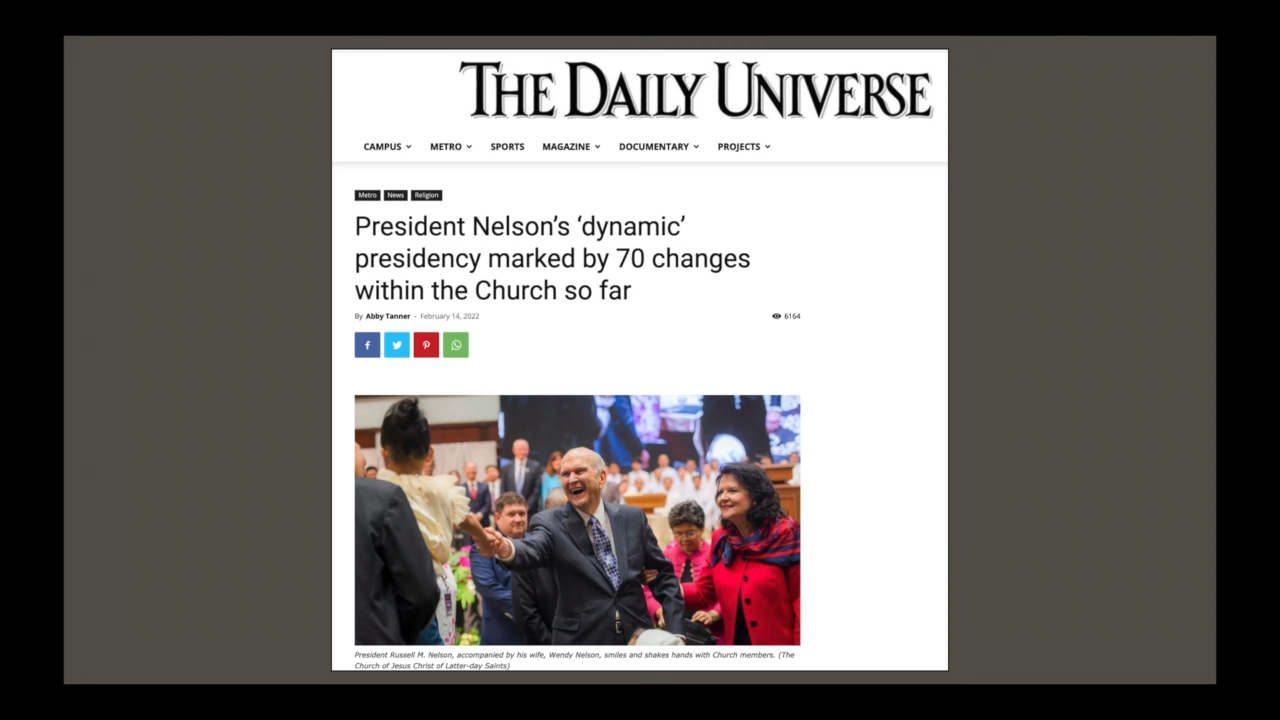 THE DAILY UNIVERSE
CAMPUS METRO SPORTS MAGAZINE DOCUMENTARY PROJECTS
Metro News Religion
President Nelson’s ‘dynamic’
presidency marked by 70 changes
within the Church so far
By Abby Tanner - February 14, 2022 6164
President Russell M. Nelson, accompanied by his wife, Wendy Nelson, smiles and shakes hands with Church members. (The
Church of Jesus Christ of Latter-day Saints)